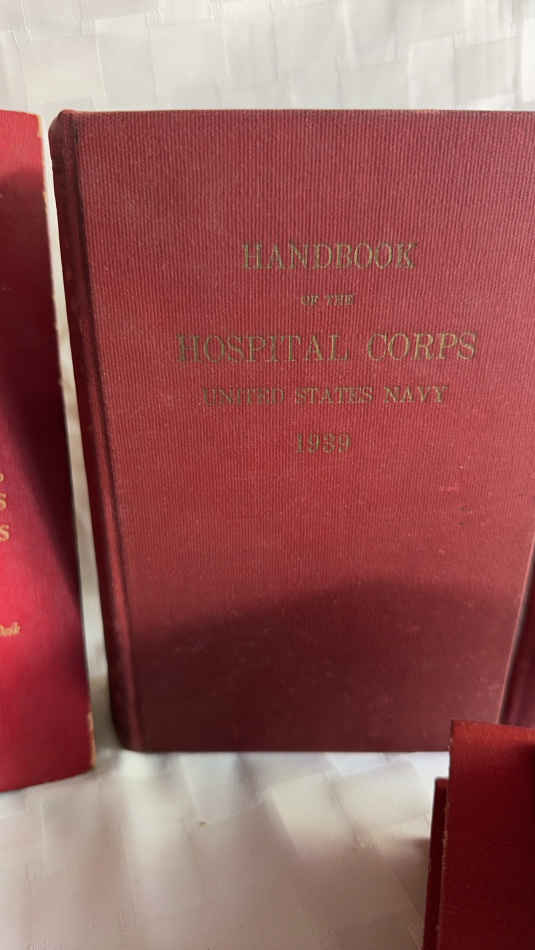 HANDBOOK
OF THE
HOSPITAL CORPS
UNITED STATES NAVY
1939